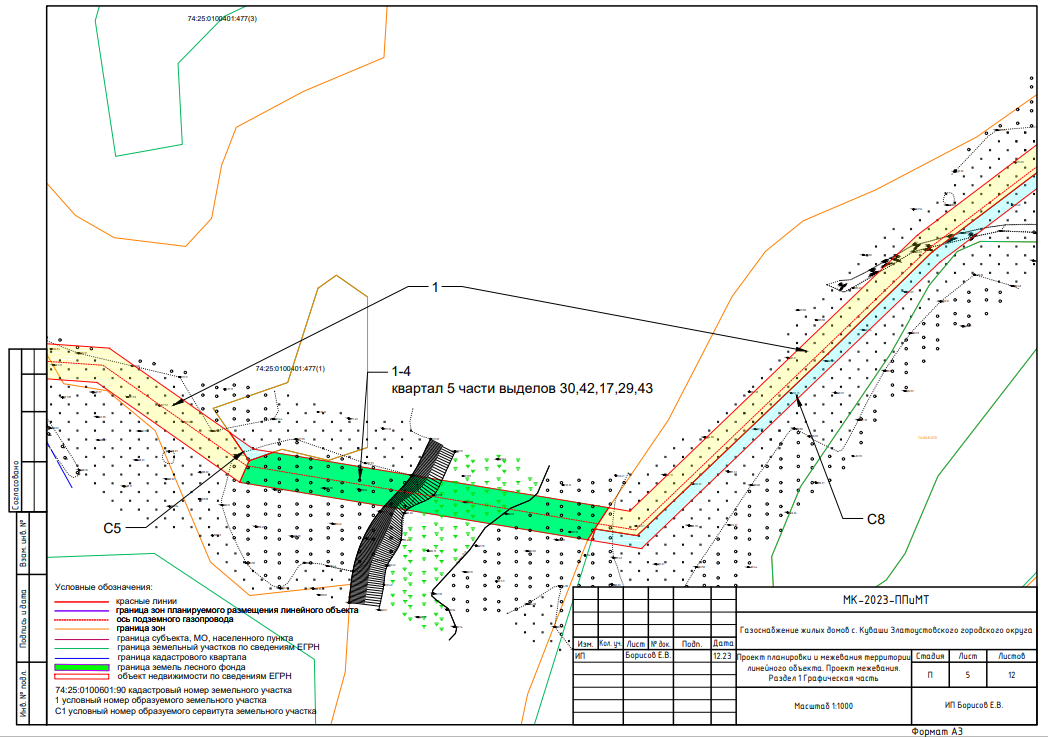 74:25:0100401:477(3)
1
74:25:0100401:477(1)
1-4
квартал 5 части выделов 30,42,17,29,43
С5
С8
Согласовано
Взам. инв. №
Подпись и дата
Инв. № подл.
Условные обозначения:
красные линии
граница зон планируемого размещения линейного объекта
ось подземного газопровода
граница зон
граница субъекта, МО, населенного пункта
граница земельный участков по сведениям ЕГРН
граница кадастрового квартала
граница земель лесного фонда
объект недвижимости по сведениям ЕГРН
74:25:0100601:90 кадастровый номер земельного участка
1 условный номер образуемого земельного участка
С1 условный номер образуемого сервитута земельного участка
МК-2023-ППиМТ
Газоснабжение жилых домов с. Куваши Златоустовского городского округа
Изм. Кол. уч. Лист № док. Подп. Дата
ИП Борисов Е.В. 12.23
Проект планировки и межевания территории
линейного объекта. Проект межевания.
Раздел 1 Графическая часть
Стадия Лист Листов
П 5 12
Масштаб 1:1000
ИП Борисов Е.В.
Формат А3